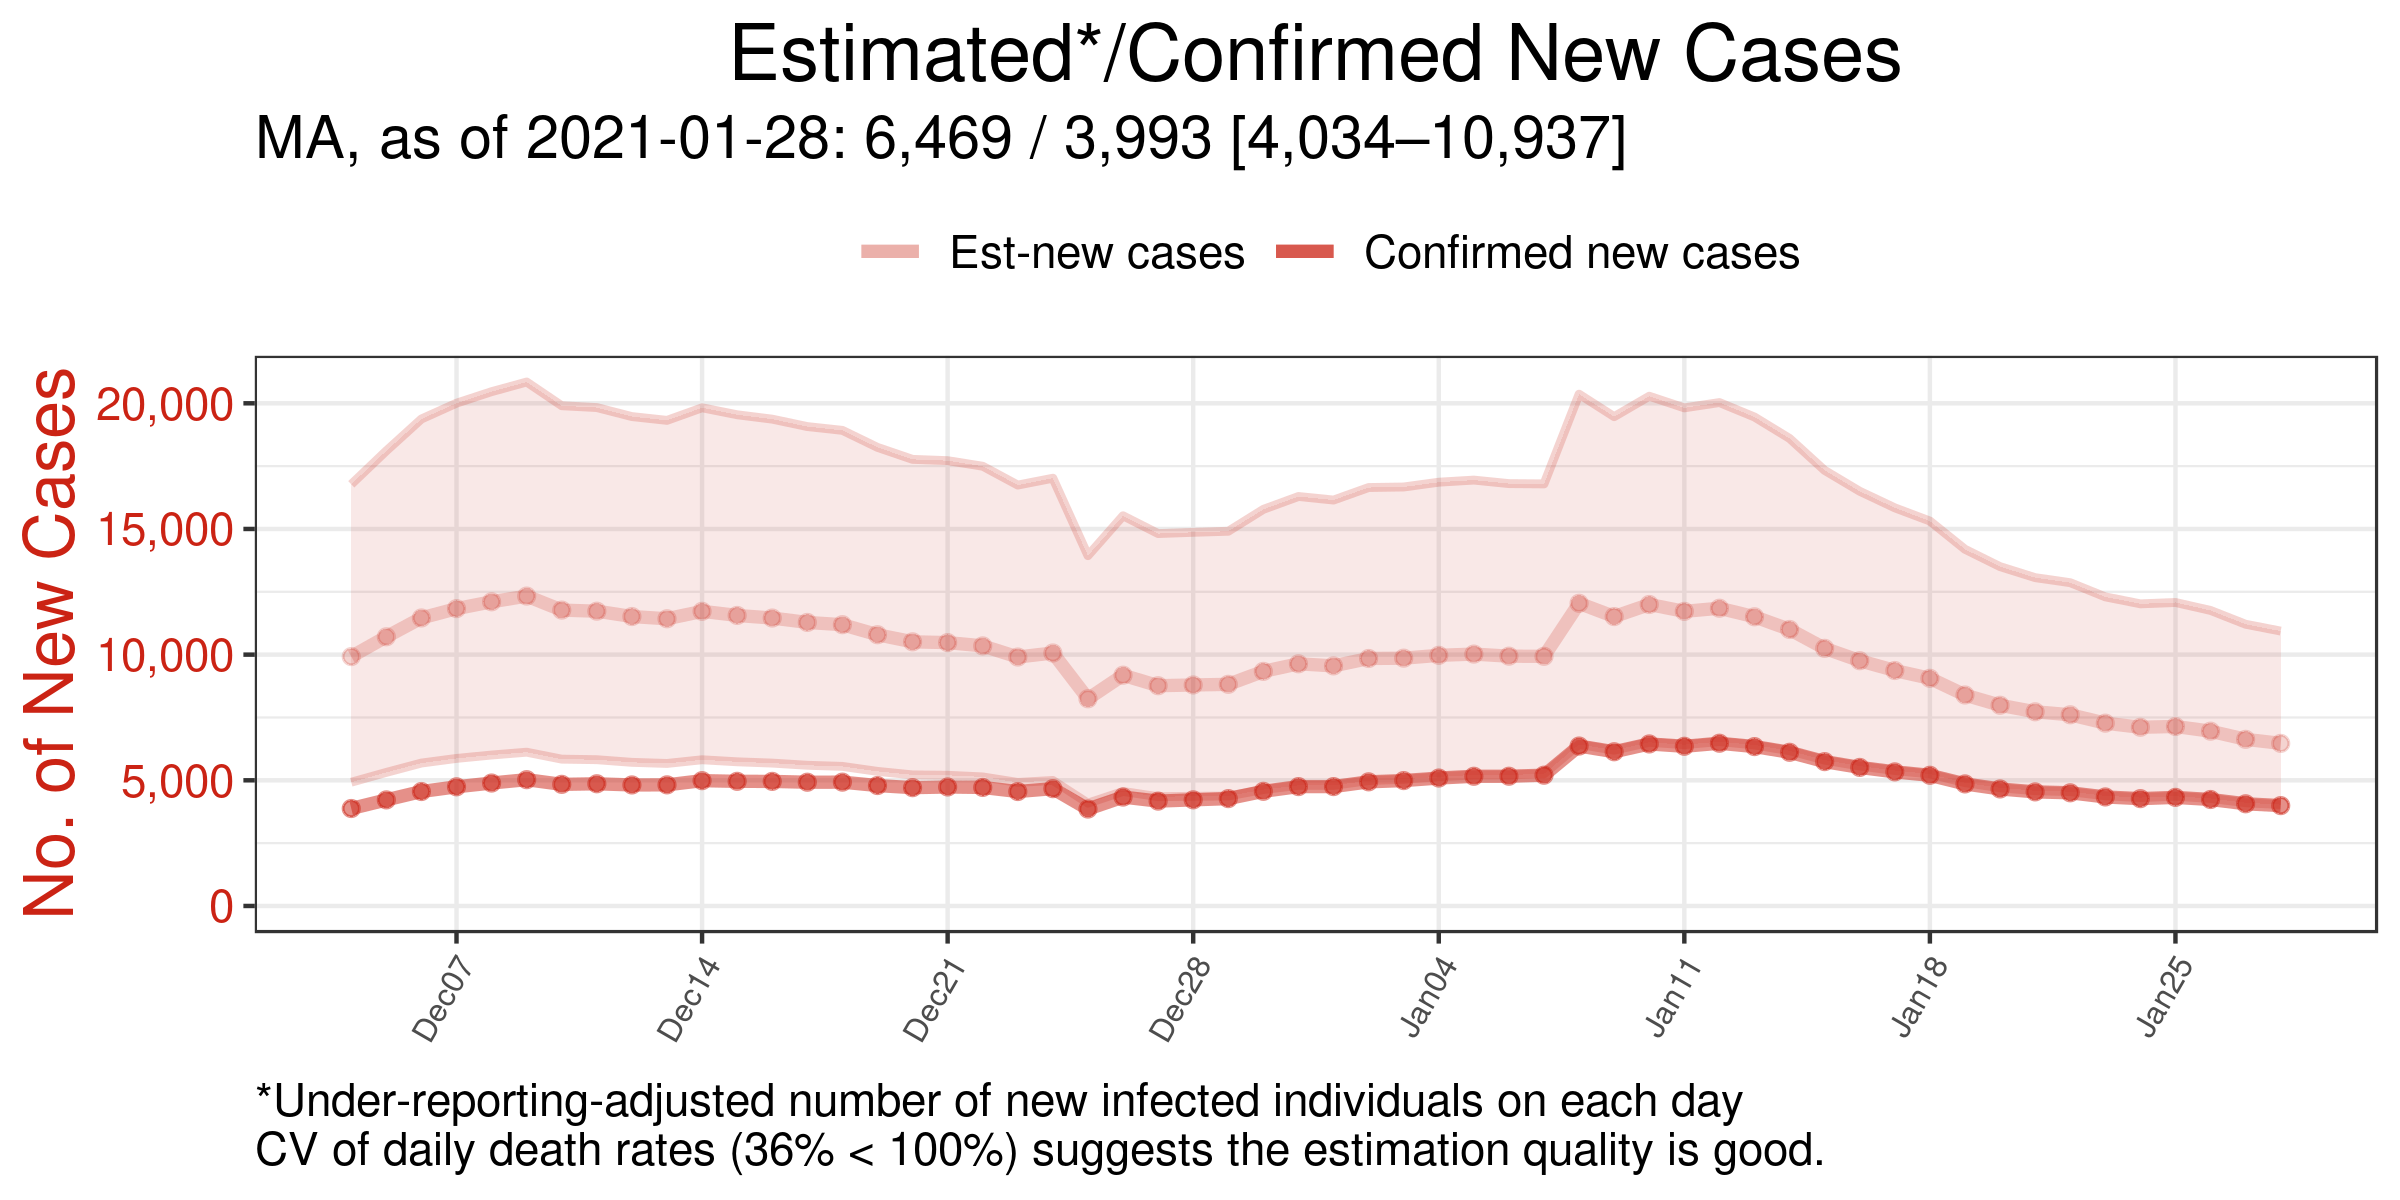 Estimated*/Confirmed New Cases
MA, as of 2021-01-28: 6,469 / 3,993 [4,034–10,937]
Est-new cases
Confirmed new cases
No. of New Cases
20,000
15,000
10,000
5,000
0
Dec07
Dec14
Dec21
Dec28
Jan04
Jan11
Jan18
Jan25
*Under-reporting-adjusted number of new infected individuals on each day
CV of daily death rates (36% < 100%) suggests the estimation quality is good.